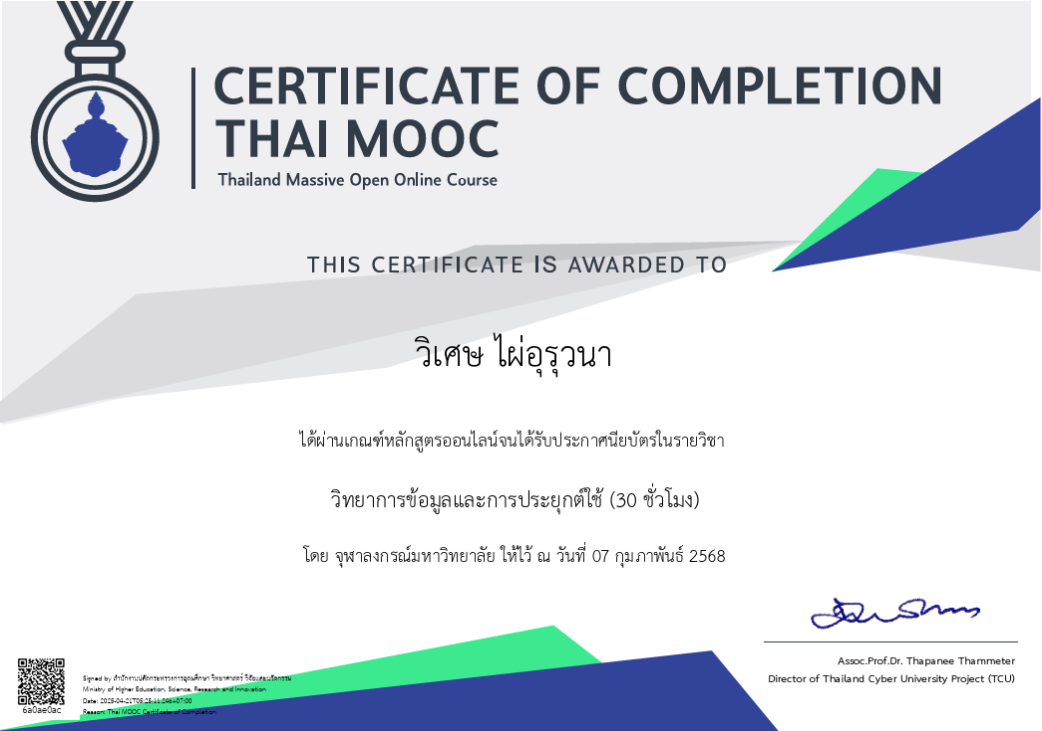 CERTIFICATE OF COMPLETION
THAI MOOC
Thailand Massive Open Online Course
THIS CERTIFICATE IS AWARDED TO
วิเศษ ไผ่อุรุวนา
ได้ผ่านเกณฑ์หลักสูตรออนไลน์จนได้รับประกาศนียบัตรในรายวิชา
วิทยาการข้อมูลและการประยุกต์ใช้ (30 ชั่วโมง)
โดย จุฬาลงกรณ์มหาวิทยาลัย ให้ไว้ ณ วันที่ 07 กุมภาพันธ์ 2568
Assoc.Prof.Dr. Thapanee Thammeter
Director of Thailand Cyber University Project (TCU)
6a0ae0ac
Signed by สำนักงานปลัดกระทรวงการอุดมศึกษา วิทยาศาสตร์ วิจัยและนวัตกรรม
Ministry of Higher Education, Science, Research and Innovation
Date: 2025-04-21
Reason: Thai MOOC Certificate of Completion